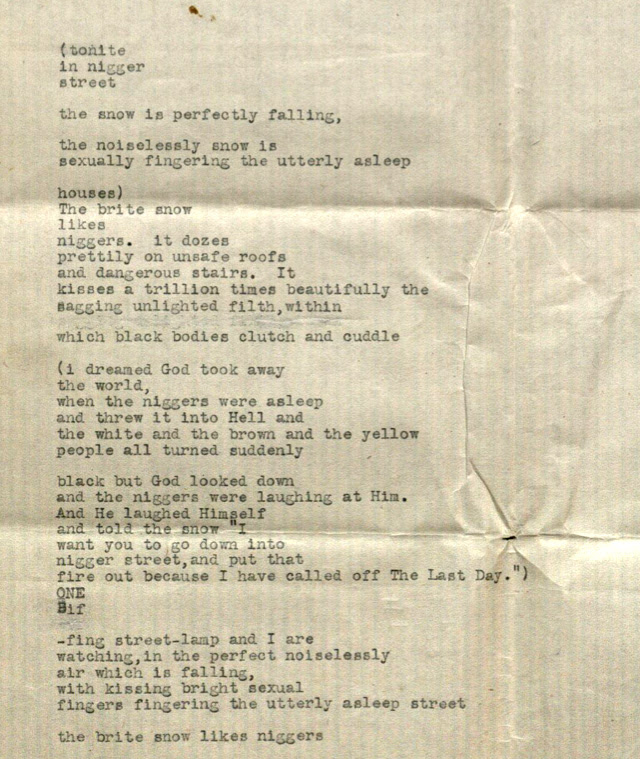 (tonite
in nigger
street
the snow is perfectly falling,
the noiselessly snow is
sexually fingering the utterly asleep
houses)
The brite snow
likes
niggers. it dozes
prettily on unsafe roofs
and dangerous stairs. It
kisses a trillion times beautifully the
sagging unlighted filth,within
which black bodies clutch and cuddle
(i dreamed God took away
the world,
when the niggers were asleep
and threw it into Hell and
the white and the brown and the yellow
people all turned suddenly
black but God looked down
and the niggers were laughing at Him.
And He laughed Himself
and told the snow "I
want you to go down into
nigger street,and put that
fire out because I have called off The Last Day.")
ONE
Bif
-fing street-lamp and I are
watching,in the perfect noiselessly
air which is falling,
with kissing bright sexual
fingers fingering the utterly asleep street
the brite snow likes niggers